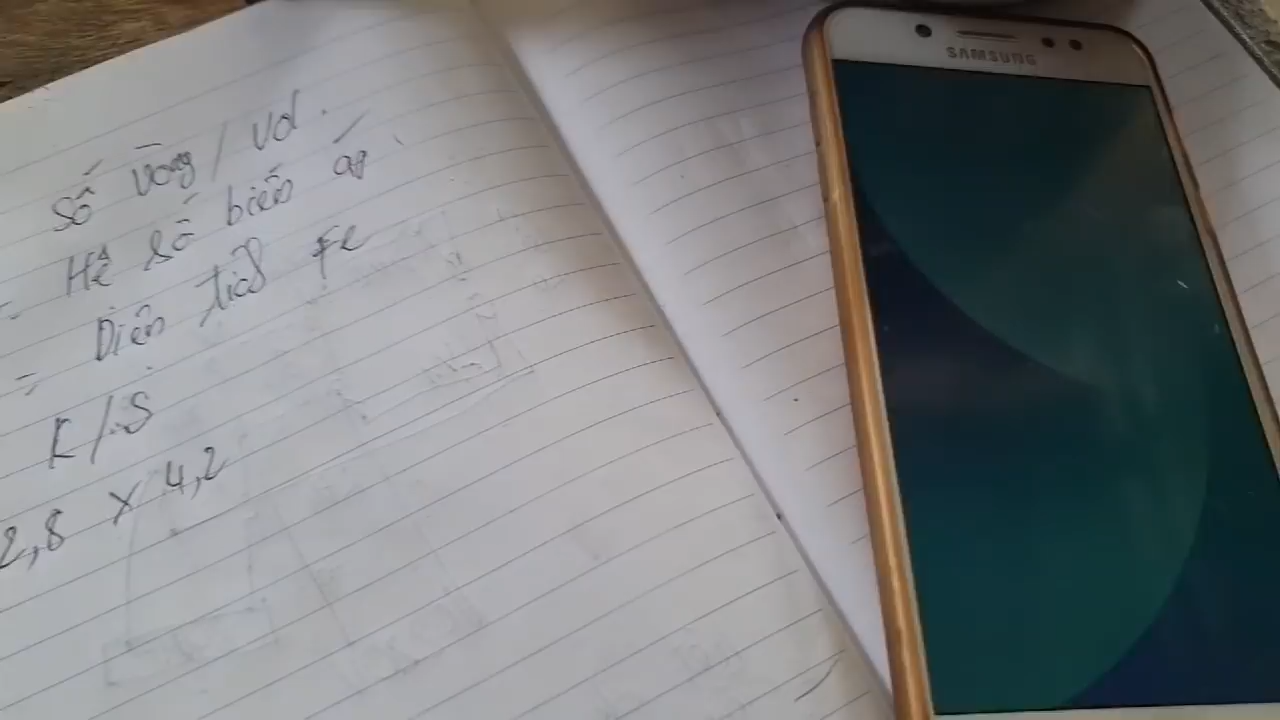 Số vòng / vol.
= Hệ số biến áp.
= Diện tích Fe
K / S
2,8 x 4,2
SAMSUNG